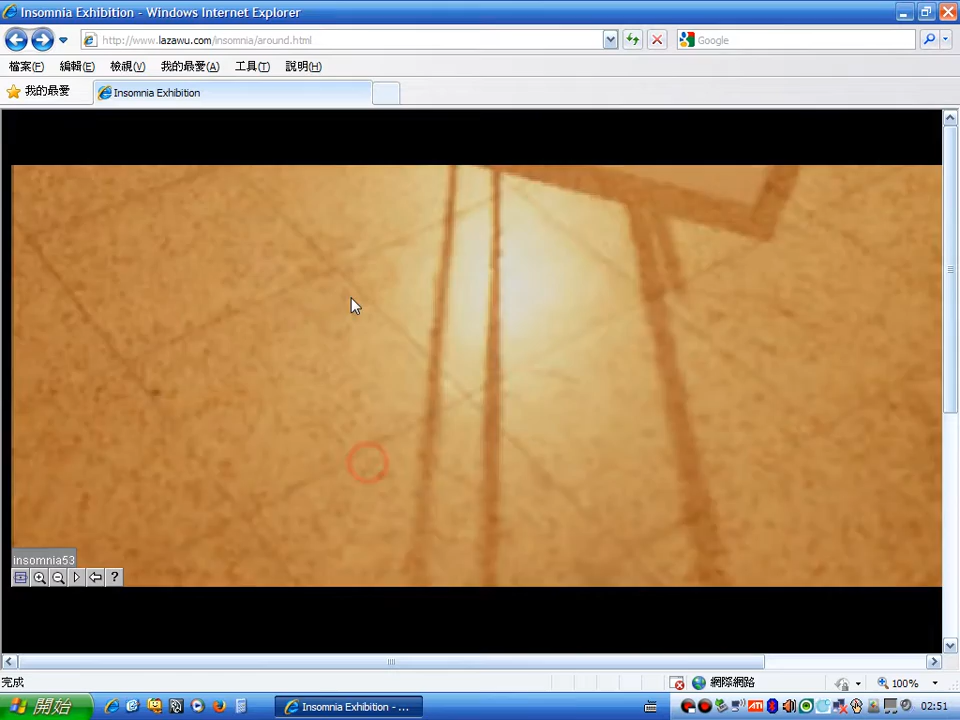 Insomnia Exhibition - Windows Internet Explorer
http://www.lazawu.com/insomnia/around.html
Google
檔案(F) 編輯(E) 檢視(V) 我的最愛(A) 工具(T) 說明(H)
我的最愛 Insomnia Exhibition
insomnia53
?
完成 網際網路 100%
開始 Insomnia Exhibition - ... ATI 02:51